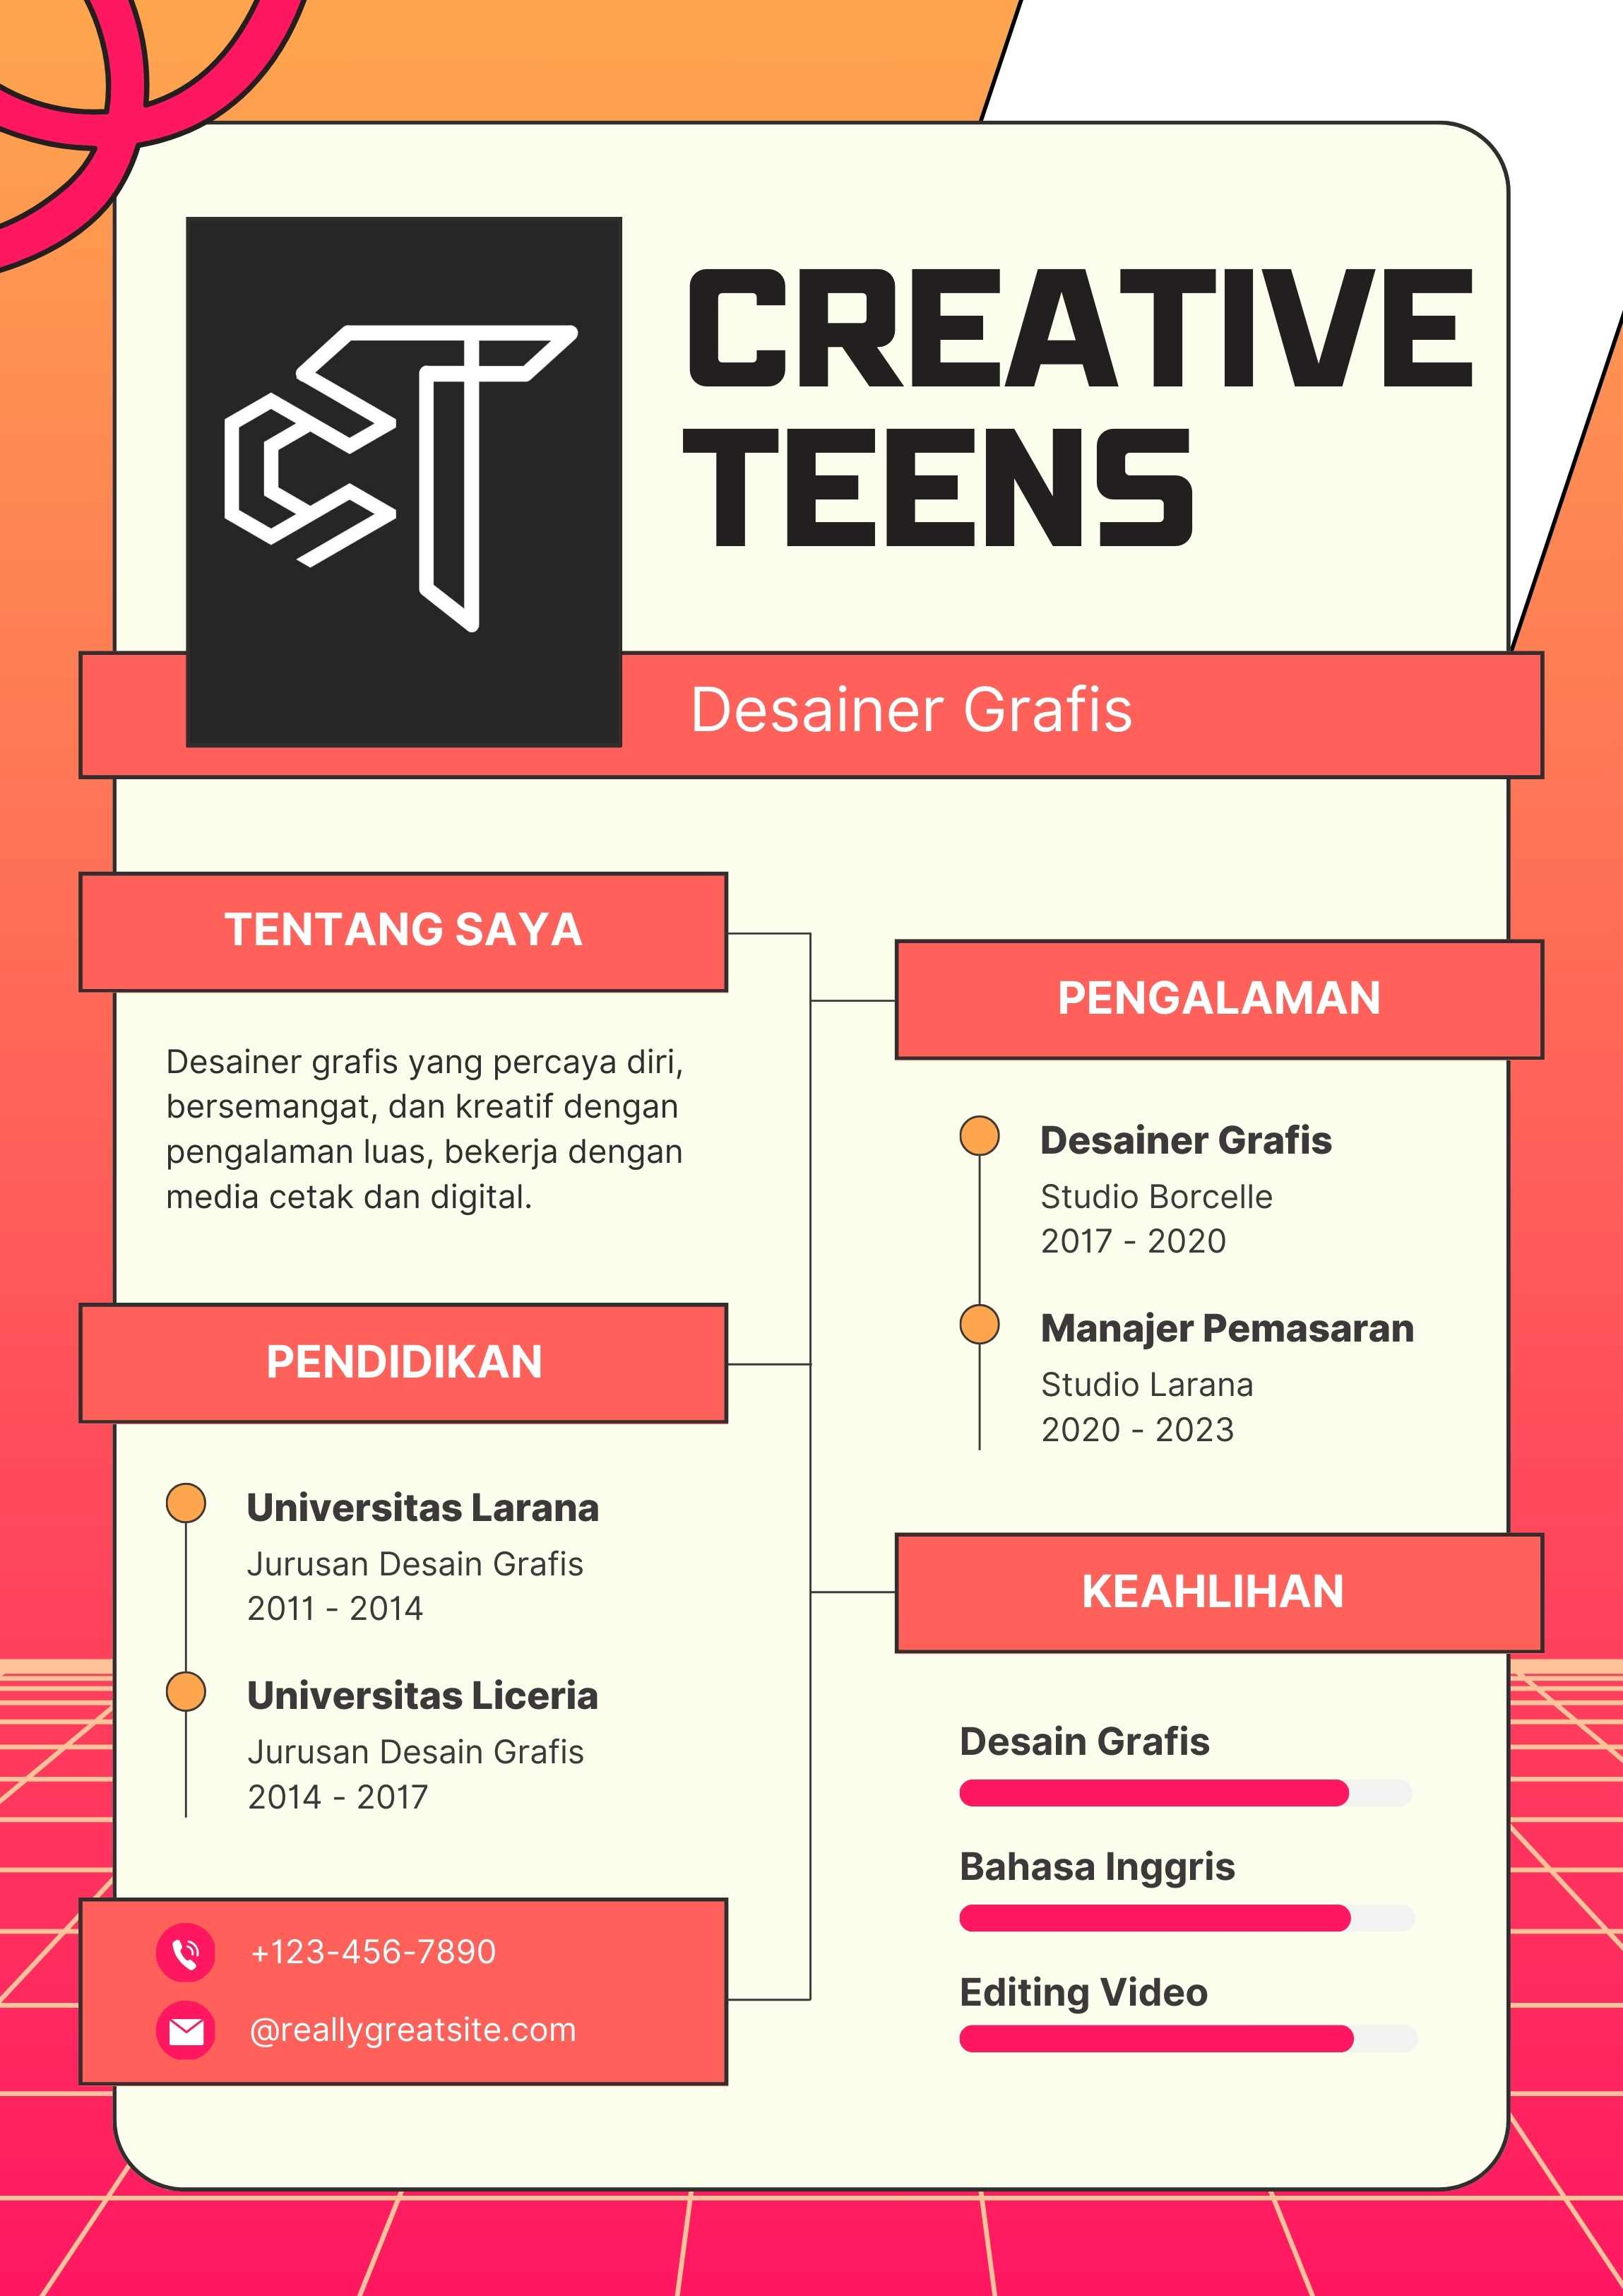 CT
CREATIVE
TEENS
Desainer Grafis
TENTANG SAYA
Desainer grafis yang percaya diri,
bersemangat, dan kreatif dengan
pengalaman luas, bekerja dengan
media cetak dan digital.
PENDIDIKAN
Universitas Larana
Jurusan Desain Grafis
2011 - 2014
Universitas Liceria
Jurusan Desain Grafis
2014 - 2017
+123-456-7890
@reallygreatsite.com
PENGALAMAN
Desainer Grafis
Studio Borcelle
2017 - 2020
Manajer Pemasaran
Studio Larana
2020 - 2023
KEAHLIHAN
Desain Grafis
Bahasa Inggris
Editing Video